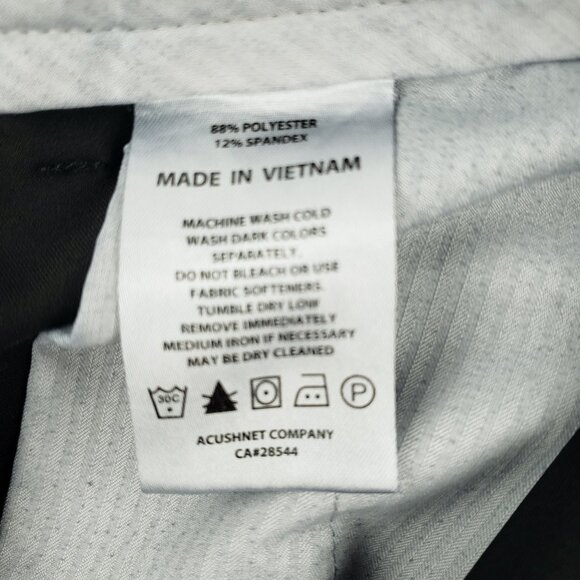 88% POLYESTER
12% SPANDEX
MADE IN VIETNAM
MACHINE WASH COLD
WASH DARK COLORS
SEPARATELY.
DO NOT BLEACH OR USE
FABRIC SOFTENERS.
TUMBLE DRY LOW
REMOVE IMMEDIATELY
MEDIUM IRON IF NECESSARY
MAY BE DRY CLEANED
30C P
ACUSHNET COMPANY
CA#28544